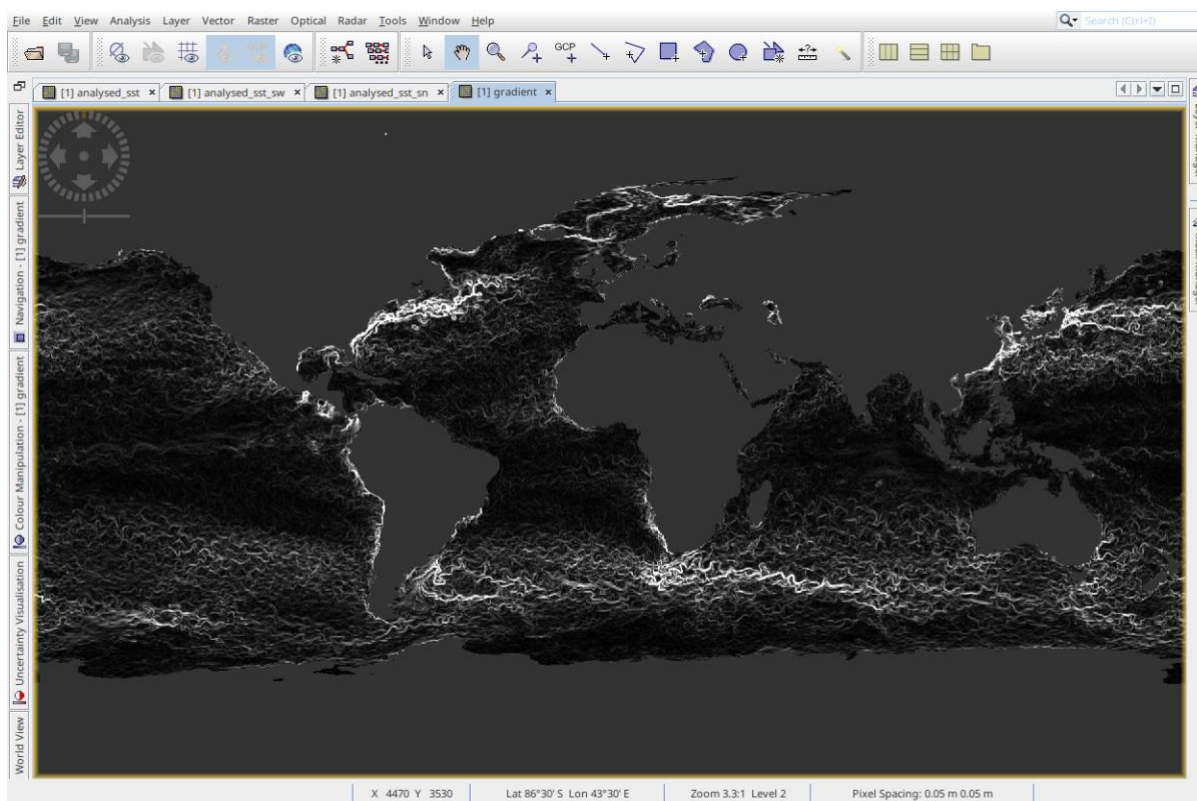 File Edit View Analysis Layer Vector Raster Optical Radar Tools Window Help
Search (Ctrl+I)
GCP
[1] analysed_sst
[1] analysed_sst_sw
[1] analysed_sst_sn
[1] gradient
Layer Editor
Navigation - [1] gradient
Colour Manipulation - [1] gradient
Uncertainty Visualisation
World View
X 4470 Y 3530
Lat 86°30' S Lon 43°30' E
Zoom 3.3:1 Level 2
Pixel Spacing: 0.05 m 0.05 m